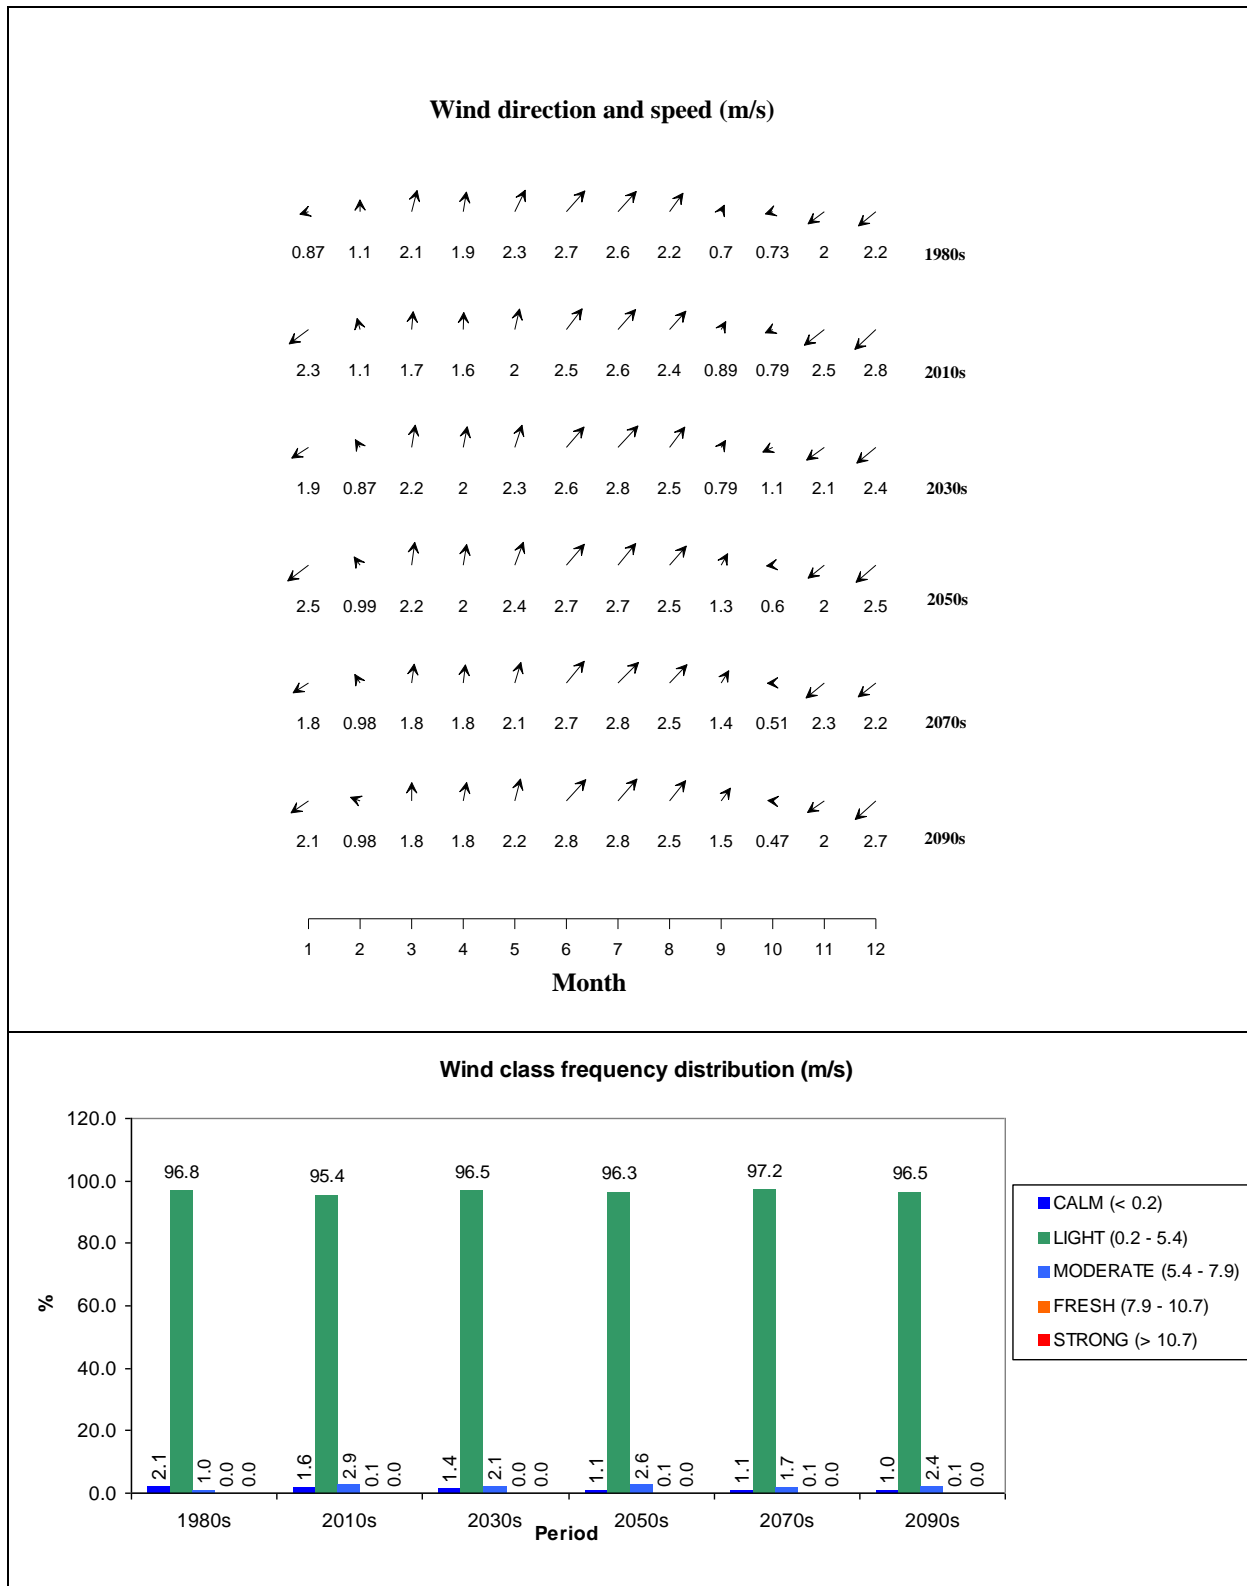 Wind direction and speed (m/s)
0.87 1.1 2.1 1.9 2.3 2.7 2.6 2.2 0.7 0.73 2 2.2 1980s
2.3 1.1 1.7 1.6 2 2.5 2.6 2.4 0.89 0.79 2.5 2.8 2010s
1.9 0.87 2.2 2 2.3 2.6 2.8 2.5 0.79 1.1 2.1 2.4 2030s
2.5 0.99 2.2 2 2.4 2.7 2.7 2.5 1.3 0.6 2 2.5 2050s
1.8 0.98 1.8 1.8 2.1 2.7 2.8 2.5 1.4 0.51 2.3 2.2 2070s
2.1 0.98 1.8 1.8 2.2 2.8 2.8 2.5 1.5 0.47 2 2.7 2090s
1 2 3 4 5 6 7 8 9 10 11 12
Month
Wind class frequency distribution (m/s)
120.0
100.0
80.0
60.0
40.0
20.0
0.0
%
96.8 95.4 96.5 96.3 97.2 96.5
2.1 1.0 0.0 0.0 1.6 2.9 0.1 0.0 1.4 2.1 0.0 0.0 1.1 2.6 0.1 0.0 1.1 1.7 0.1 0.0 1.0 2.4 0.1 0.0
1980s 2010s 2030s 2050s 2070s 2090s
Period
CALM (< 0.2)
LIGHT (0.2 - 5.4)
MODERATE (5.4 - 7.9)
FRESH (7.9 - 10.7)
STRONG (> 10.7)